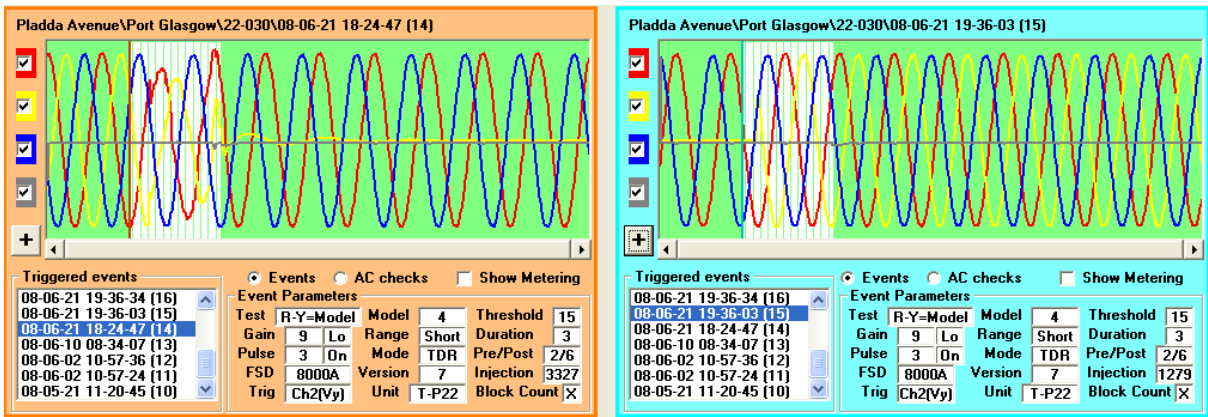 Pladda Avenue\Port Glasgow\22-030\08-06-21 18-24-47 (14)
+
Triggered events
08-06-21 19-36-34 (16)
08-06-21 19-36-03 (15)
08-06-21 18-24-47 (14)
08-06-10 08-34-07 (13)
08-06-02 10-57-36 (12)
08-06-02 10-57-24 (11)
08-05-21 11-20-45 (10)
Events AC checks Show Metering
Event Parameters
Test R-Y=Model Model 4 Threshold 15
Gain 9 Lo Range Short Duration 3
Pulse 3 On Mode TDR Pre/Post 2/6
FSD 8000A Version 7 Injection 3327
Trig Ch2(Vy) Unit T-P22 Block Count X
Pladda Avenue\Port Glasgow\22-030\08-06-21 19-36-03 (15)
+
Triggered events
08-06-21 19-36-34 (16)
08-06-21 19-36-03 (15)
08-06-21 18-24-47 (14)
08-06-10 08-34-07 (13)
08-06-02 10-57-36 (12)
08-06-02 10-57-24 (11)
08-05-21 11-20-45 (10)
Events AC checks Show Metering
Event Parameters
Test R-Y=Model Model 4 Threshold 15
Gain 9 Lo Range Short Duration 3
Pulse 3 On Mode TDR Pre/Post 2/6
FSD 8000A Version 7 Injection 1279
Trig Ch2(Vy) Unit T-P22 Block Count X